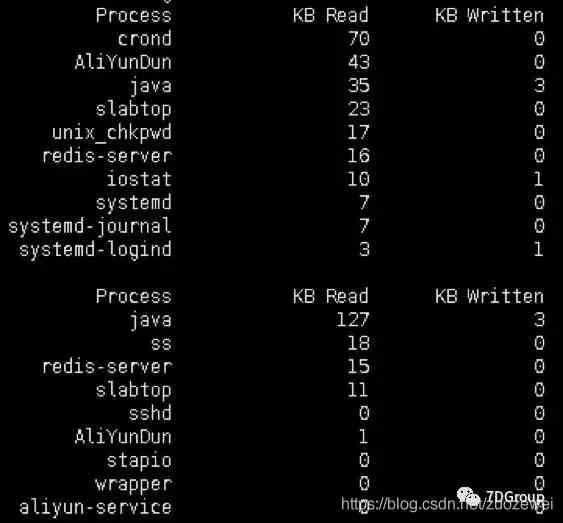 Process KB Read KB Written
crond 70 0
AliYunDun 43 0
java 35 3
slabtop 23 0
unix_chkpwd 17 0
redis-server 16 0
iostat 10 1
systemd 7 0
systemd-journal 7 0
systemd-logind 3 1
Process KB Read KB Written
java 127 3
ss 18 0
redis-server 15 0
slabtop 11 0
sshd 0 0
AliYunDun 1 0
stapio 0 0
wrapper 0 0
aliyun-service 0 0
7DGroup
https://blog.csdn.net/zuozewei